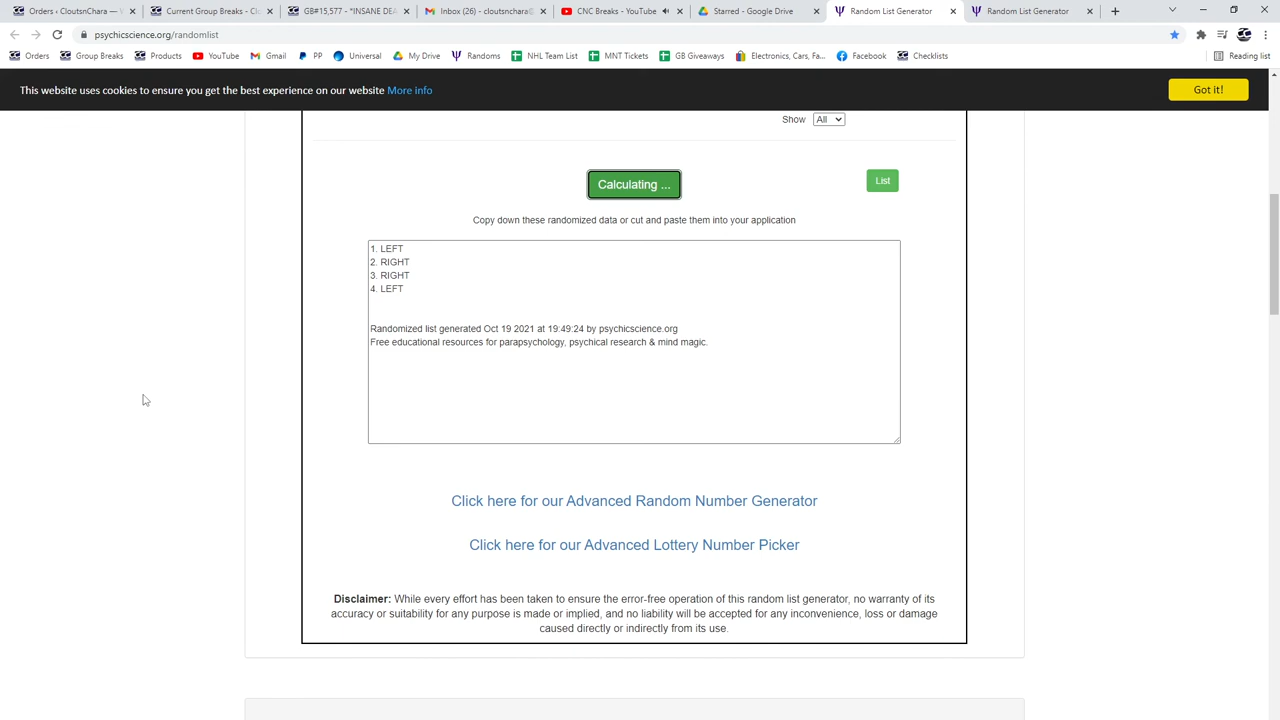 Orders ‹ CloutsnChara — V
Current Group Breaks ‹ Clo
GB#15,577 - *INSANE DEA
Inbox (26) - cloutsnchara@
CNC Breaks - YouTube
Starred - Google Drive
Random List Generator
Random List Generator
psychicscience.org/randomlist
Orders
Group Breaks
Products
YouTube
Gmail
PP
Universal
My Drive
Randoms
NHL Team List
MNT Tickets
GB Giveaways
Electronics, Cars, Fa...
Facebook
Checklists
Reading list
This website uses cookies to ensure you get the best experience on our website More info
Got it!
Show All
Calculating ...
List
Copy down these randomized data or cut and paste them into your application
1. LEFT
2. RIGHT
3. RIGHT
4. LEFT
Randomized list generated Oct 19 2021 at 19:49:24 by psychicscience.org
Free educational resources for parapsychology, psychical research & mind magic.
Click here for our Advanced Random Number Generator
Click here for our Advanced Lottery Number Picker
Disclaimer: While every effort has been taken to ensure the error-free operation of this random list generator, no warranty of its
accuracy or suitability for any purpose is made or implied, and no liability will be accepted for any inconvenience, loss or damage
caused directly or indirectly from its use.